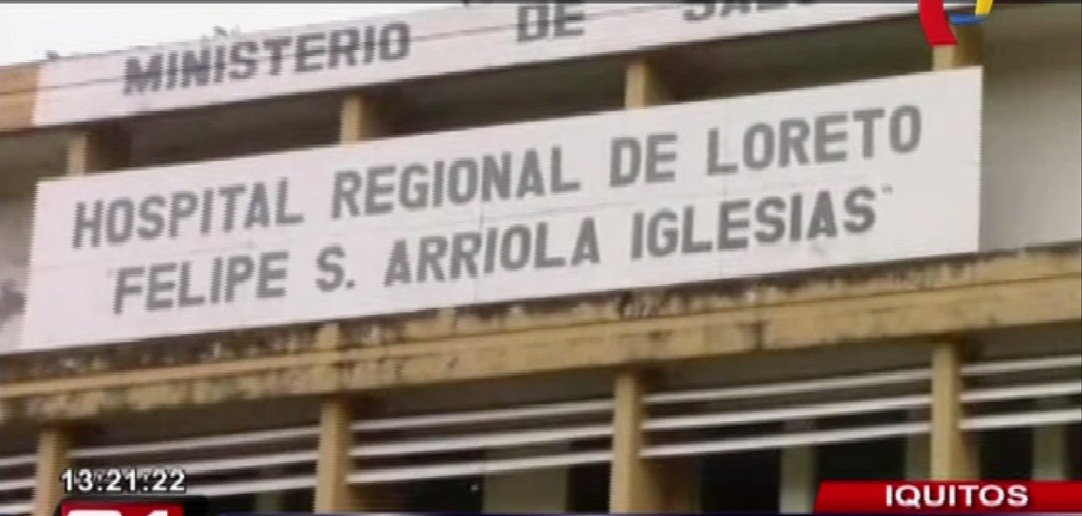 MINISTERIO DE
HOSPITAL REGIONAL DE LORETO
"FELIPE S. ARRIOLA IGLESIAS"
13:21:22
IQUITOS